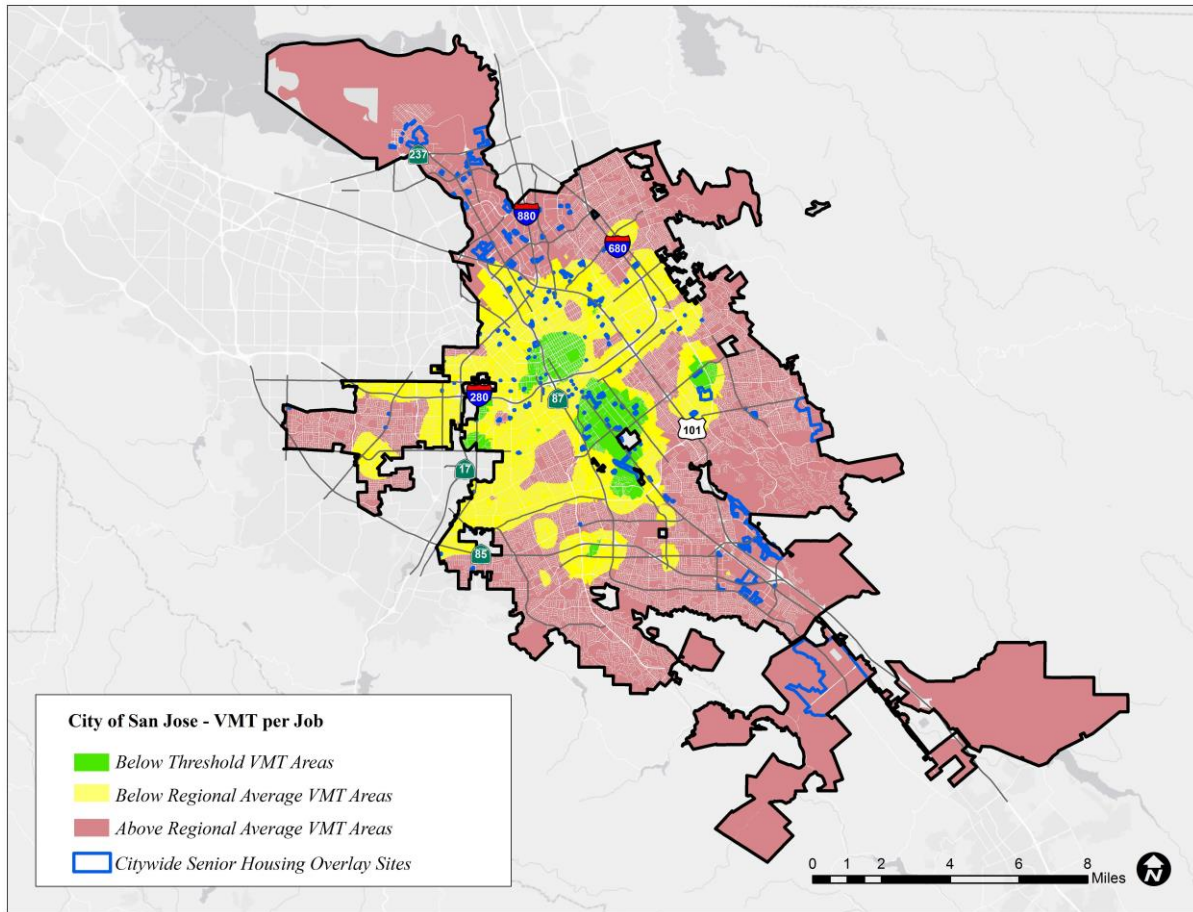 237
880
680
280
87
101
17
85
City of San Jose - VMT per Job
Below Threshold VMT Areas
Below Regional Average VMT Areas
Above Regional Average VMT Areas
Citywide Senior Housing Overlay Sites
0 1 2 4 6 8
Miles
N